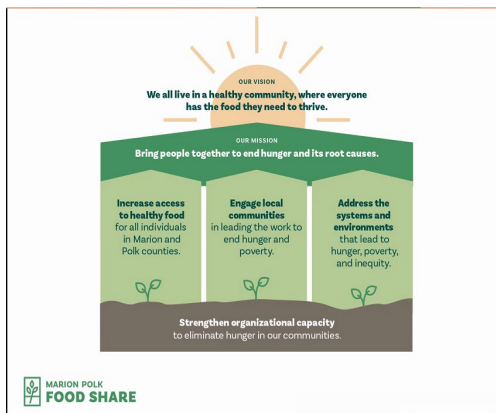 OUR VISION
We all live in a healthy community, where everyone
has the food they need to thrive.
OUR MISSION
Bring people together to end hunger and its root causes.
Increase access
to healthy food
for all individuals
in Marion and
Polk counties.
Engage local
communities
in leading the work to
end hunger and
poverty.
Address the
systems and
environments
that lead to
hunger, poverty,
and inequity.
Strengthen organizational capacity
to eliminate hunger in our communities.
MARION POLK
FOOD SHARE